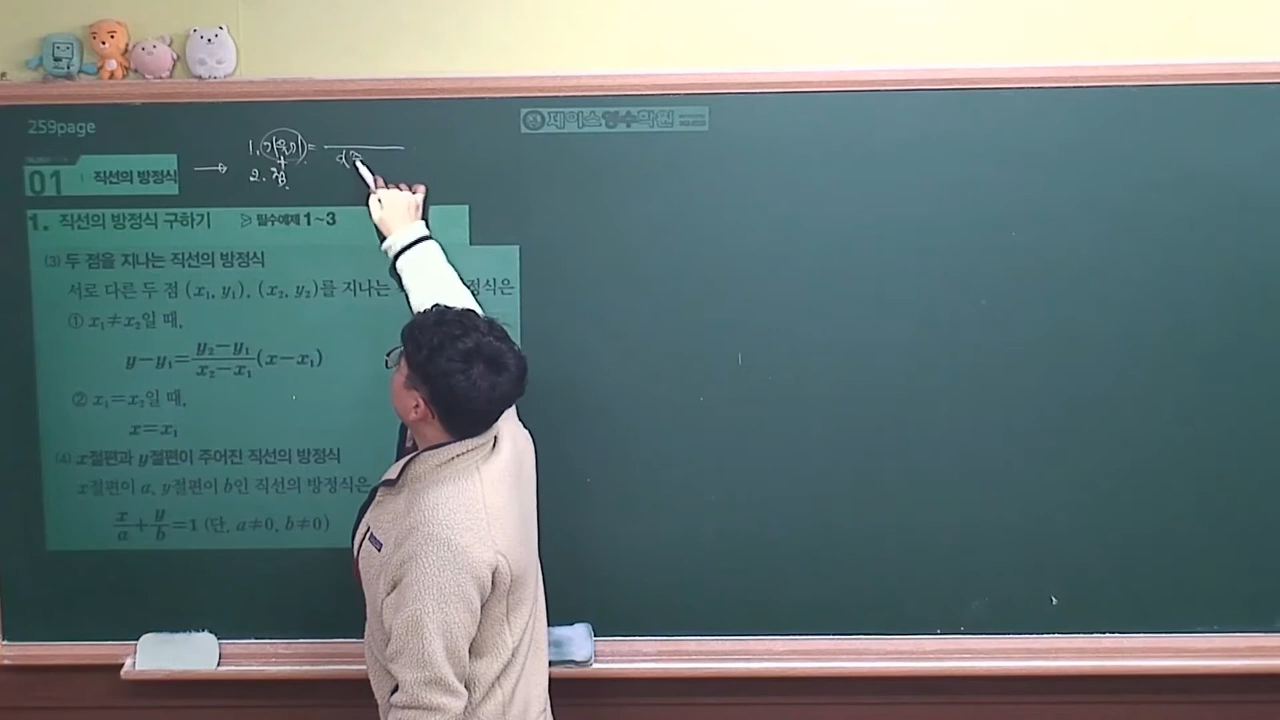 259page
제이스영수학원
01 직선의 방정식
1. 기울기=
2. 점.
1. 직선의 방정식 구하기 ▷ 필수예제 1~3
(3) 두 점을 지나는 직선의 방정식
서로 다른 두 점 (x₁, y₁), (x₂, y₂)를 지나는 정식은
① x₁≠x₂일 때,
y−y₁=\frac{y₂−y₁}{x₂−x₁}(x−x₁)
② x₁=x₂일 때,
x=x₁
(4) x절편과 y절편이 주어진 직선의 방정식
x절편이 a, y절편이 b인 직선의 방정식은
\frac{x}{a}+\frac{y}{b}=1 (단, a≠0, b≠0)